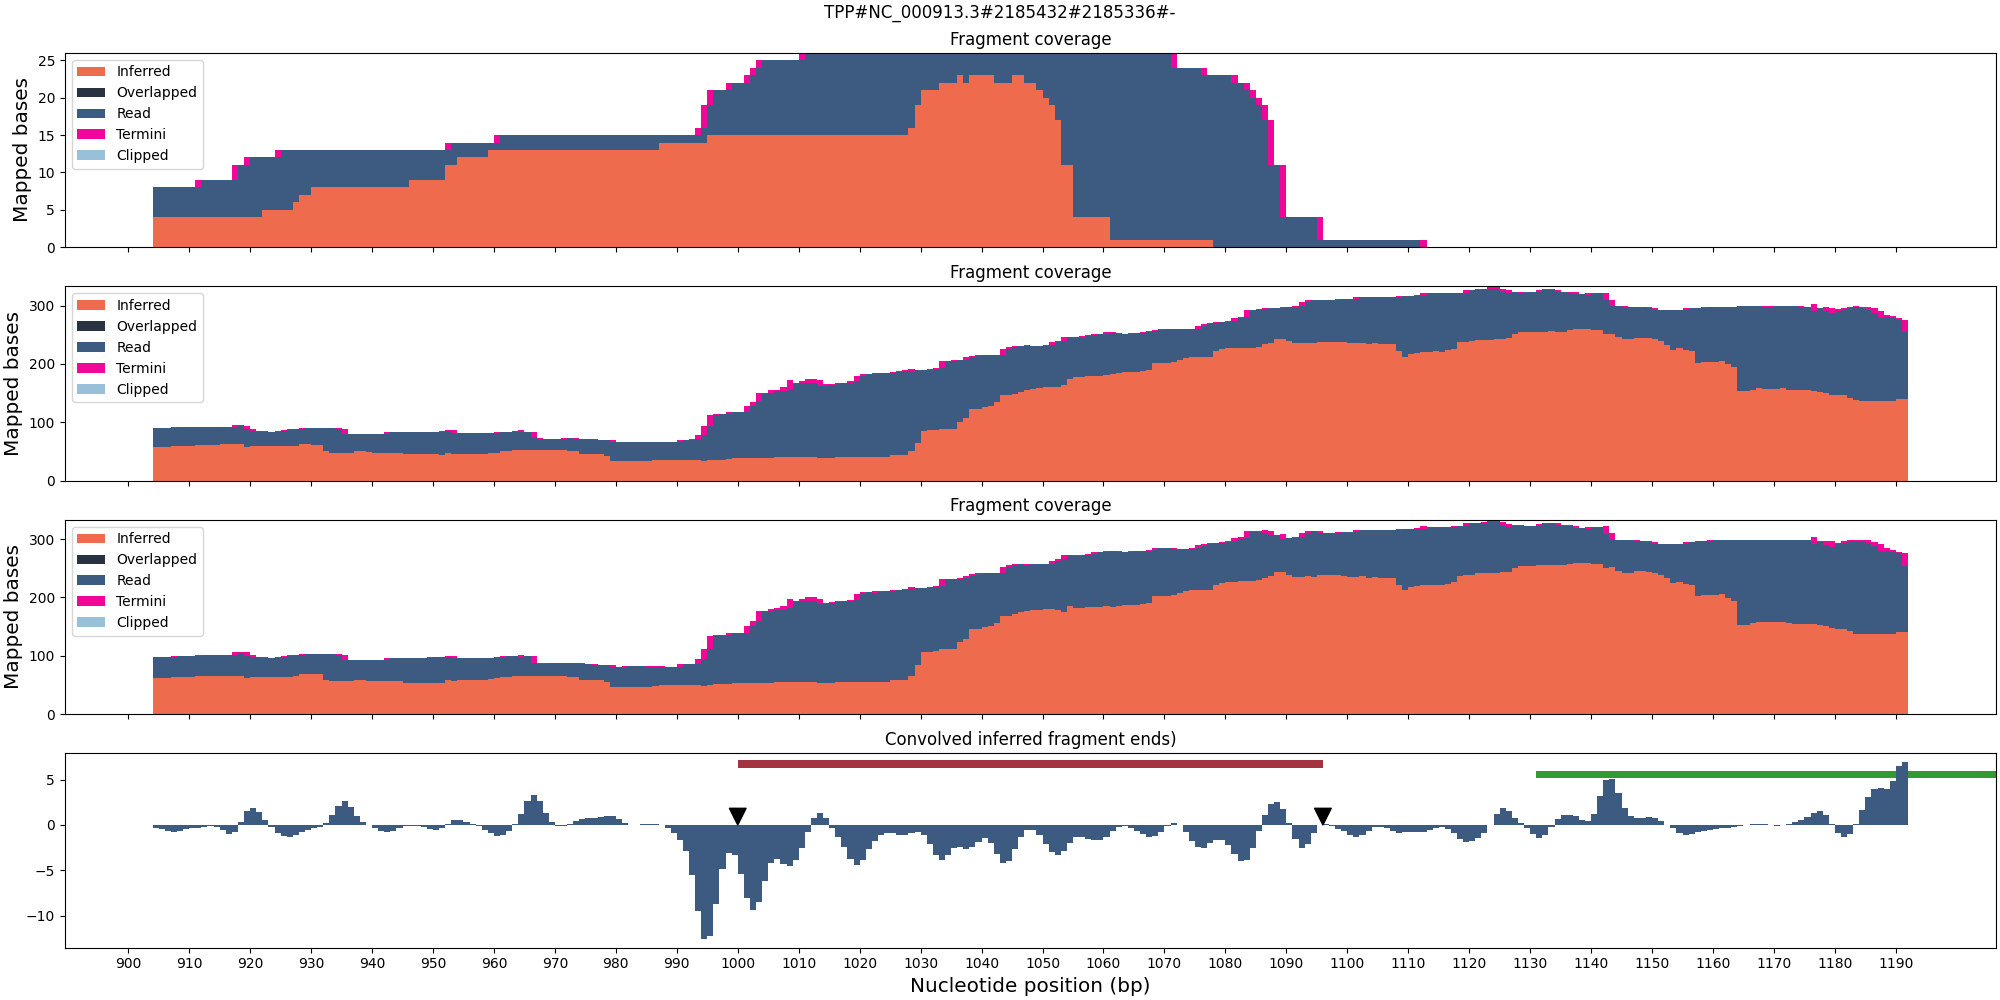 TPP#NC_000913.3#2185432#2185336#-
Fragment coverage
Mapped bases
25
20
15
10
5
0
Inferred
Overlapped
Read
Termini
Clipped
Fragment coverage
Mapped bases
300
200
100
0
Inferred
Overlapped
Read
Termini
Clipped
Fragment coverage
Mapped bases
300
200
100
0
Inferred
Overlapped
Read
Termini
Clipped
Convolved inferred fragment ends)
5
0
−5
−10
900 910 920 930 940 950 960 970 980 990 1000 1010 1020 1030 1040 1050 1060 1070 1080 1090 1100 1110 1120 1130 1140 1150 1160 1170 1180 1190
Nucleotide position (bp)